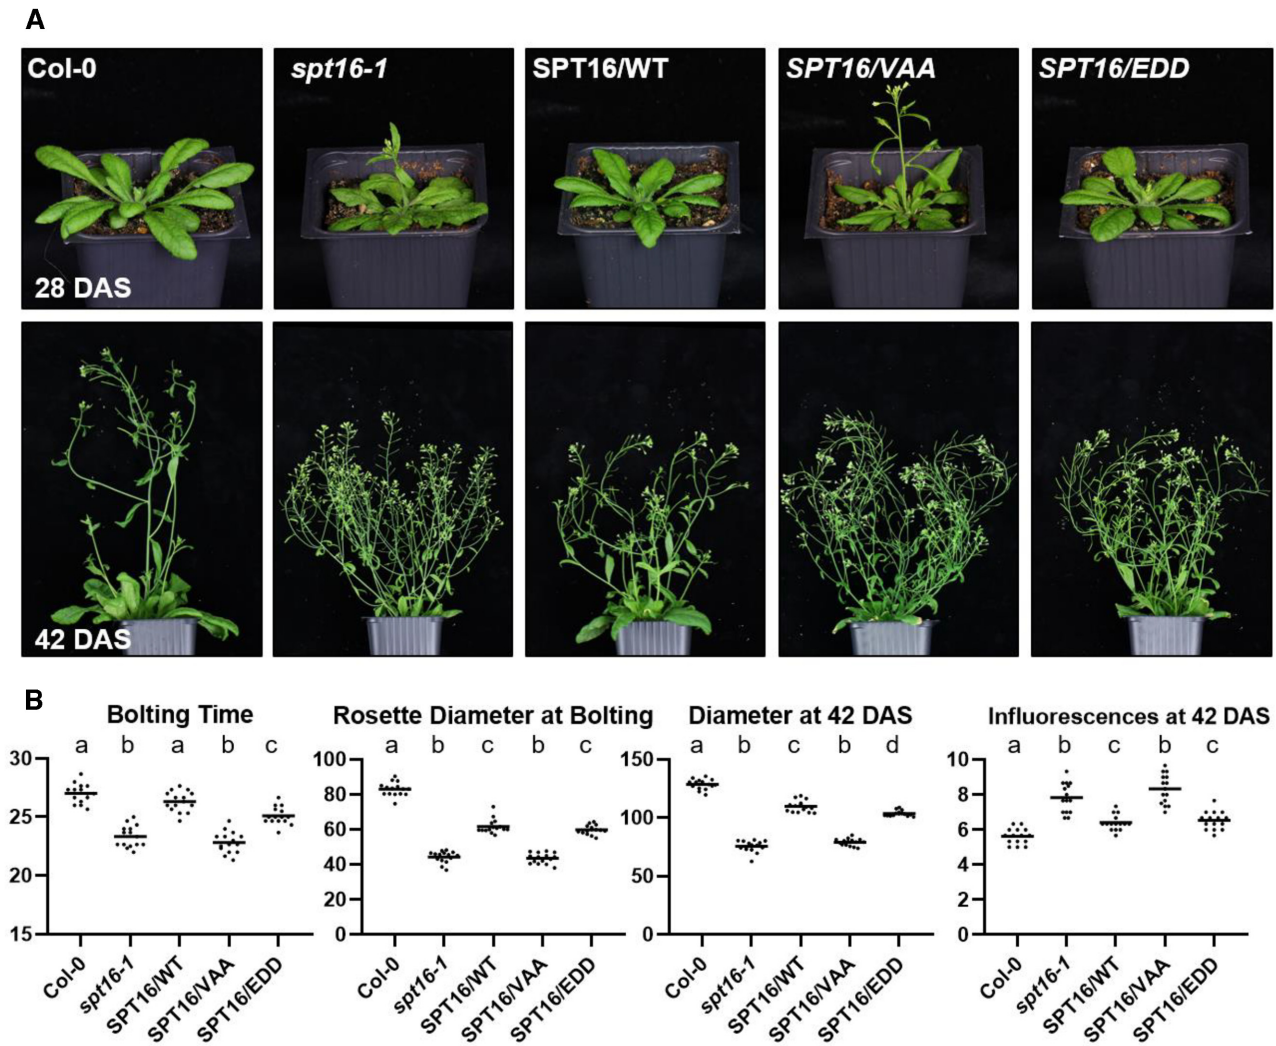 A
Col-0
spt16-1
SPT16/WT
SPT16/VAA
SPT16/EDD
28 DAS
42 DAS
B
Bolting Time
a b a b c
30
25
20
15
Col-0
spt16-1
SPT16/WT
SPT16/VAA
SPT16/EDD
Rosette Diameter at Bolting
a b c b c
100
80
60
40
20
0
Col-0
spt16-1
SPT16/WT
SPT16/VAA
SPT16/EDD
Diameter at 42 DAS
a b c b d
150
100
50
0
Col-0
spt16-1
SPT16/WT
SPT16/VAA
SPT16/EDD
Influorescences at 42 DAS
a b c b c
10
8
6
4
2
0
Col-0
spt16-1
SPT16/WT
SPT16/VAA
SPT16/EDD